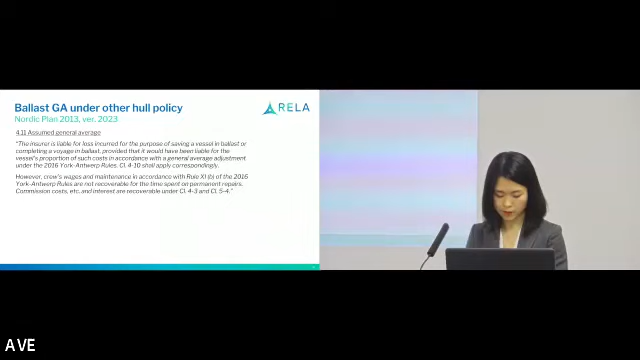 Ballast GA under other hull policy
RELA
Nordic Plan 2013, ver. 2023
4.11 Assumed general average
"The insurer is liable for loss incurred for the purpose of saving a vessel in ballast or
completing a voyage in ballast, provided that it would have been liable for the
vessel's proportion of such costs in accordance with a general average adjustment
under the 2016 York-Antwerp Rules. Cl. 4-10 shall apply correspondingly.
However, crew's wages and maintenance in accordance with Rule XI (b) of the 2016
York-Antwerp Rules are not recoverable for the time spent on permanent repairs.
Commission costs, etc. and interest are recoverable under Cl. 4-3 and Cl. 5-4."
AVE